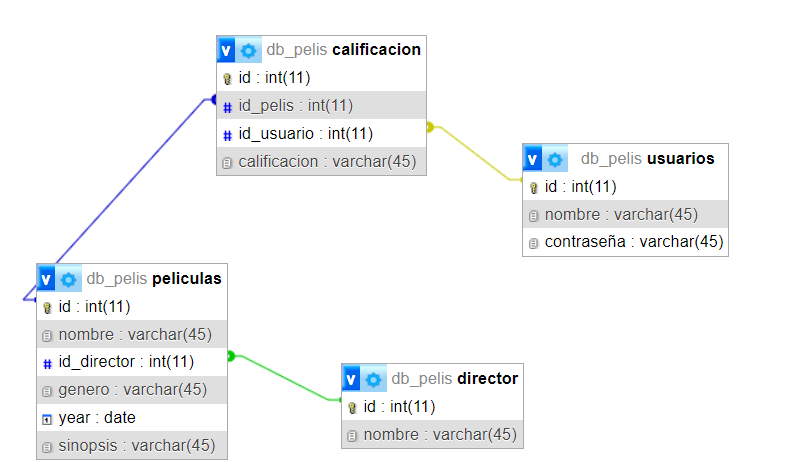 db_pelis calificacion
id : int(11)
id_pelis : int(11)
id_usuario : int(11)
calificacion : varchar(45)
db_pelis usuarios
id : int(11)
nombre : varchar(45)
contraseña : varchar(45)
db_pelis peliculas
id : int(11)
nombre : varchar(45)
id_director : int(11)
genero : varchar(45)
year : date
sinopsis : varchar(45)
db_pelis director
id : int(11)
nombre : varchar(45)